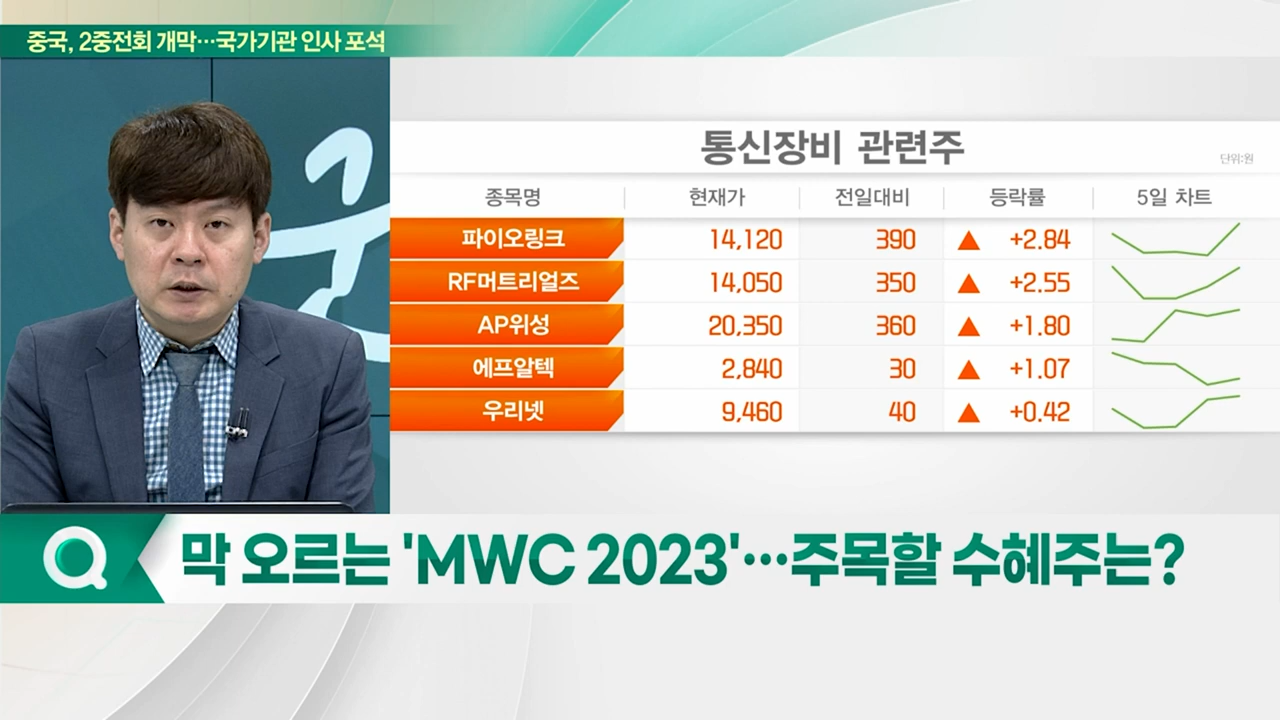 중국, 2중전회 개막…국가기관 인사 포석
통신장비 관련주
단위:원
종목명 현재가 전일대비 등락률 5일 차트
파이오링크 14,120 390 ▲ +2.84
RF머트리얼즈 14,050 350 ▲ +2.55
AP위성 20,350 360 ▲ +1.80
에프알텍 2,840 30 ▲ +1.07
우리넷 9,460 40 ▲ +0.42
막 오르는 'MWC 2023'…주목할 수혜주는?